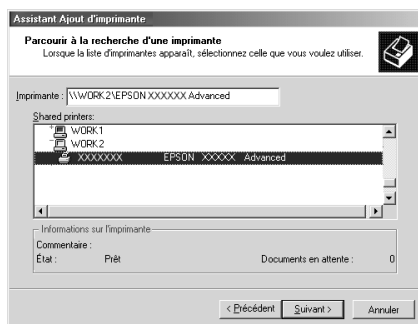 Assistant Ajout d'imprimante
Parcourir à la recherche d'une imprimante
Lorsque la liste d'imprimantes apparaît, sélectionnez celle que vous voulez utiliser.
Imprimante : \\WORK2\EPSON XXXXXX Advanced
Shared printers:
WORK1
WORK2
XXXXXXX EPSON XXXXX Advanced
Informations sur l'imprimante
Commentaire :
État : Prêt Documents en attente : 0
< Précédent Suivant > Annuler